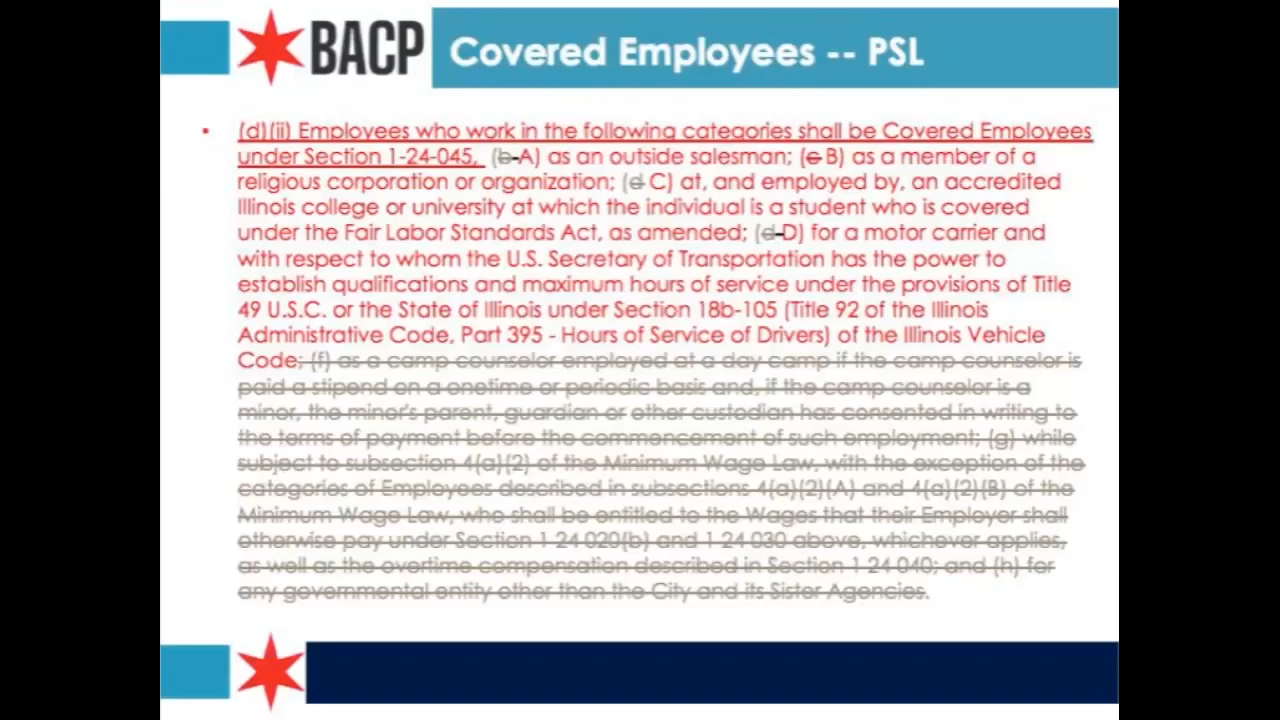 BACP
Covered Employees -- PSL
• (d)(ii) Employees who work in the following categories shall be Covered Employees
under Section 1-24-045, (b A) as an outside salesman; (c B) as a member of a
religious corporation or organization; (d C) at, and employed by, an accredited
Illinois college or university at which the individual is a student who is covered
under the Fair Labor Standards Act, as amended; (d D) for a motor carrier and
with respect to whom the U.S. Secretary of Transportation has the power to
establish qualifications and maximum hours of service under the provisions of Title
49 U.S.C. or the State of Illinois under Section 18b-105 (Title 92 of the Illinois
Administrative Code, Part 395 - Hours of Service of Drivers) of the Illinois Vehicle
Code; (f) as a camp counselor employed at a day camp if the camp counselor is
paid a stipend on a onetime or periodic basis and, if the camp counselor is a
minor, the minor's parent, guardian or other custodian has consented in writing to
the terms of payment before the commencement of such employment; (g) while
subject to subsection 4(a)(2) of the Minimum Wage Law, with the exception of the
categories of Employees described in subsections 4(a)(2)(A) and 4(a)(2)(B) of the
Minimum Wage Law, who shall be entitled to the Wages that their Employer shall
otherwise pay under Section 1-24-020(b) and 1-24-030 above, whichever applies,
as well as the overtime compensation described in Section 1-24-040; and (h) for
any governmental entity other than the City and its Sister Agencies.